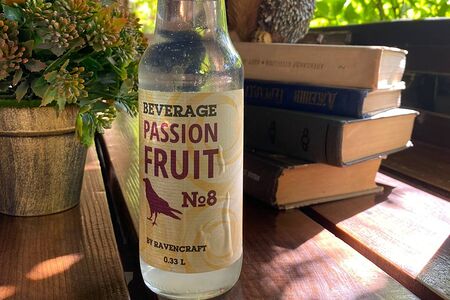 BEVERAGE
PASSION
FRUIT
№8
BY RAVENCRAFT
0.33 L